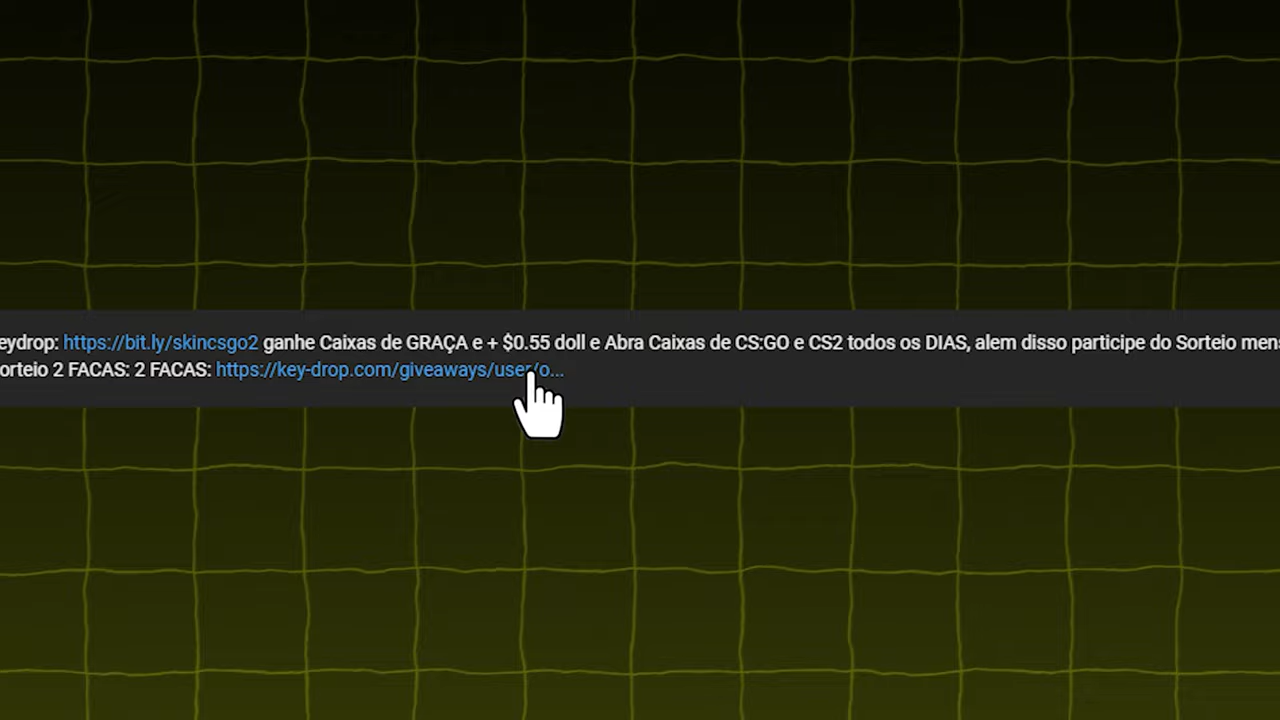 eydrop: https://bit.ly/skincsgo2 ganhe Caixas de GRAÇA e + $0.55 doll e Abra Caixas de CS:GO e CS2 todos os DIAS, alem disso participe do Sorteio mens
orteio 2 FACAS: 2 FACAS: https://key-drop.com/giveaways/user/o...